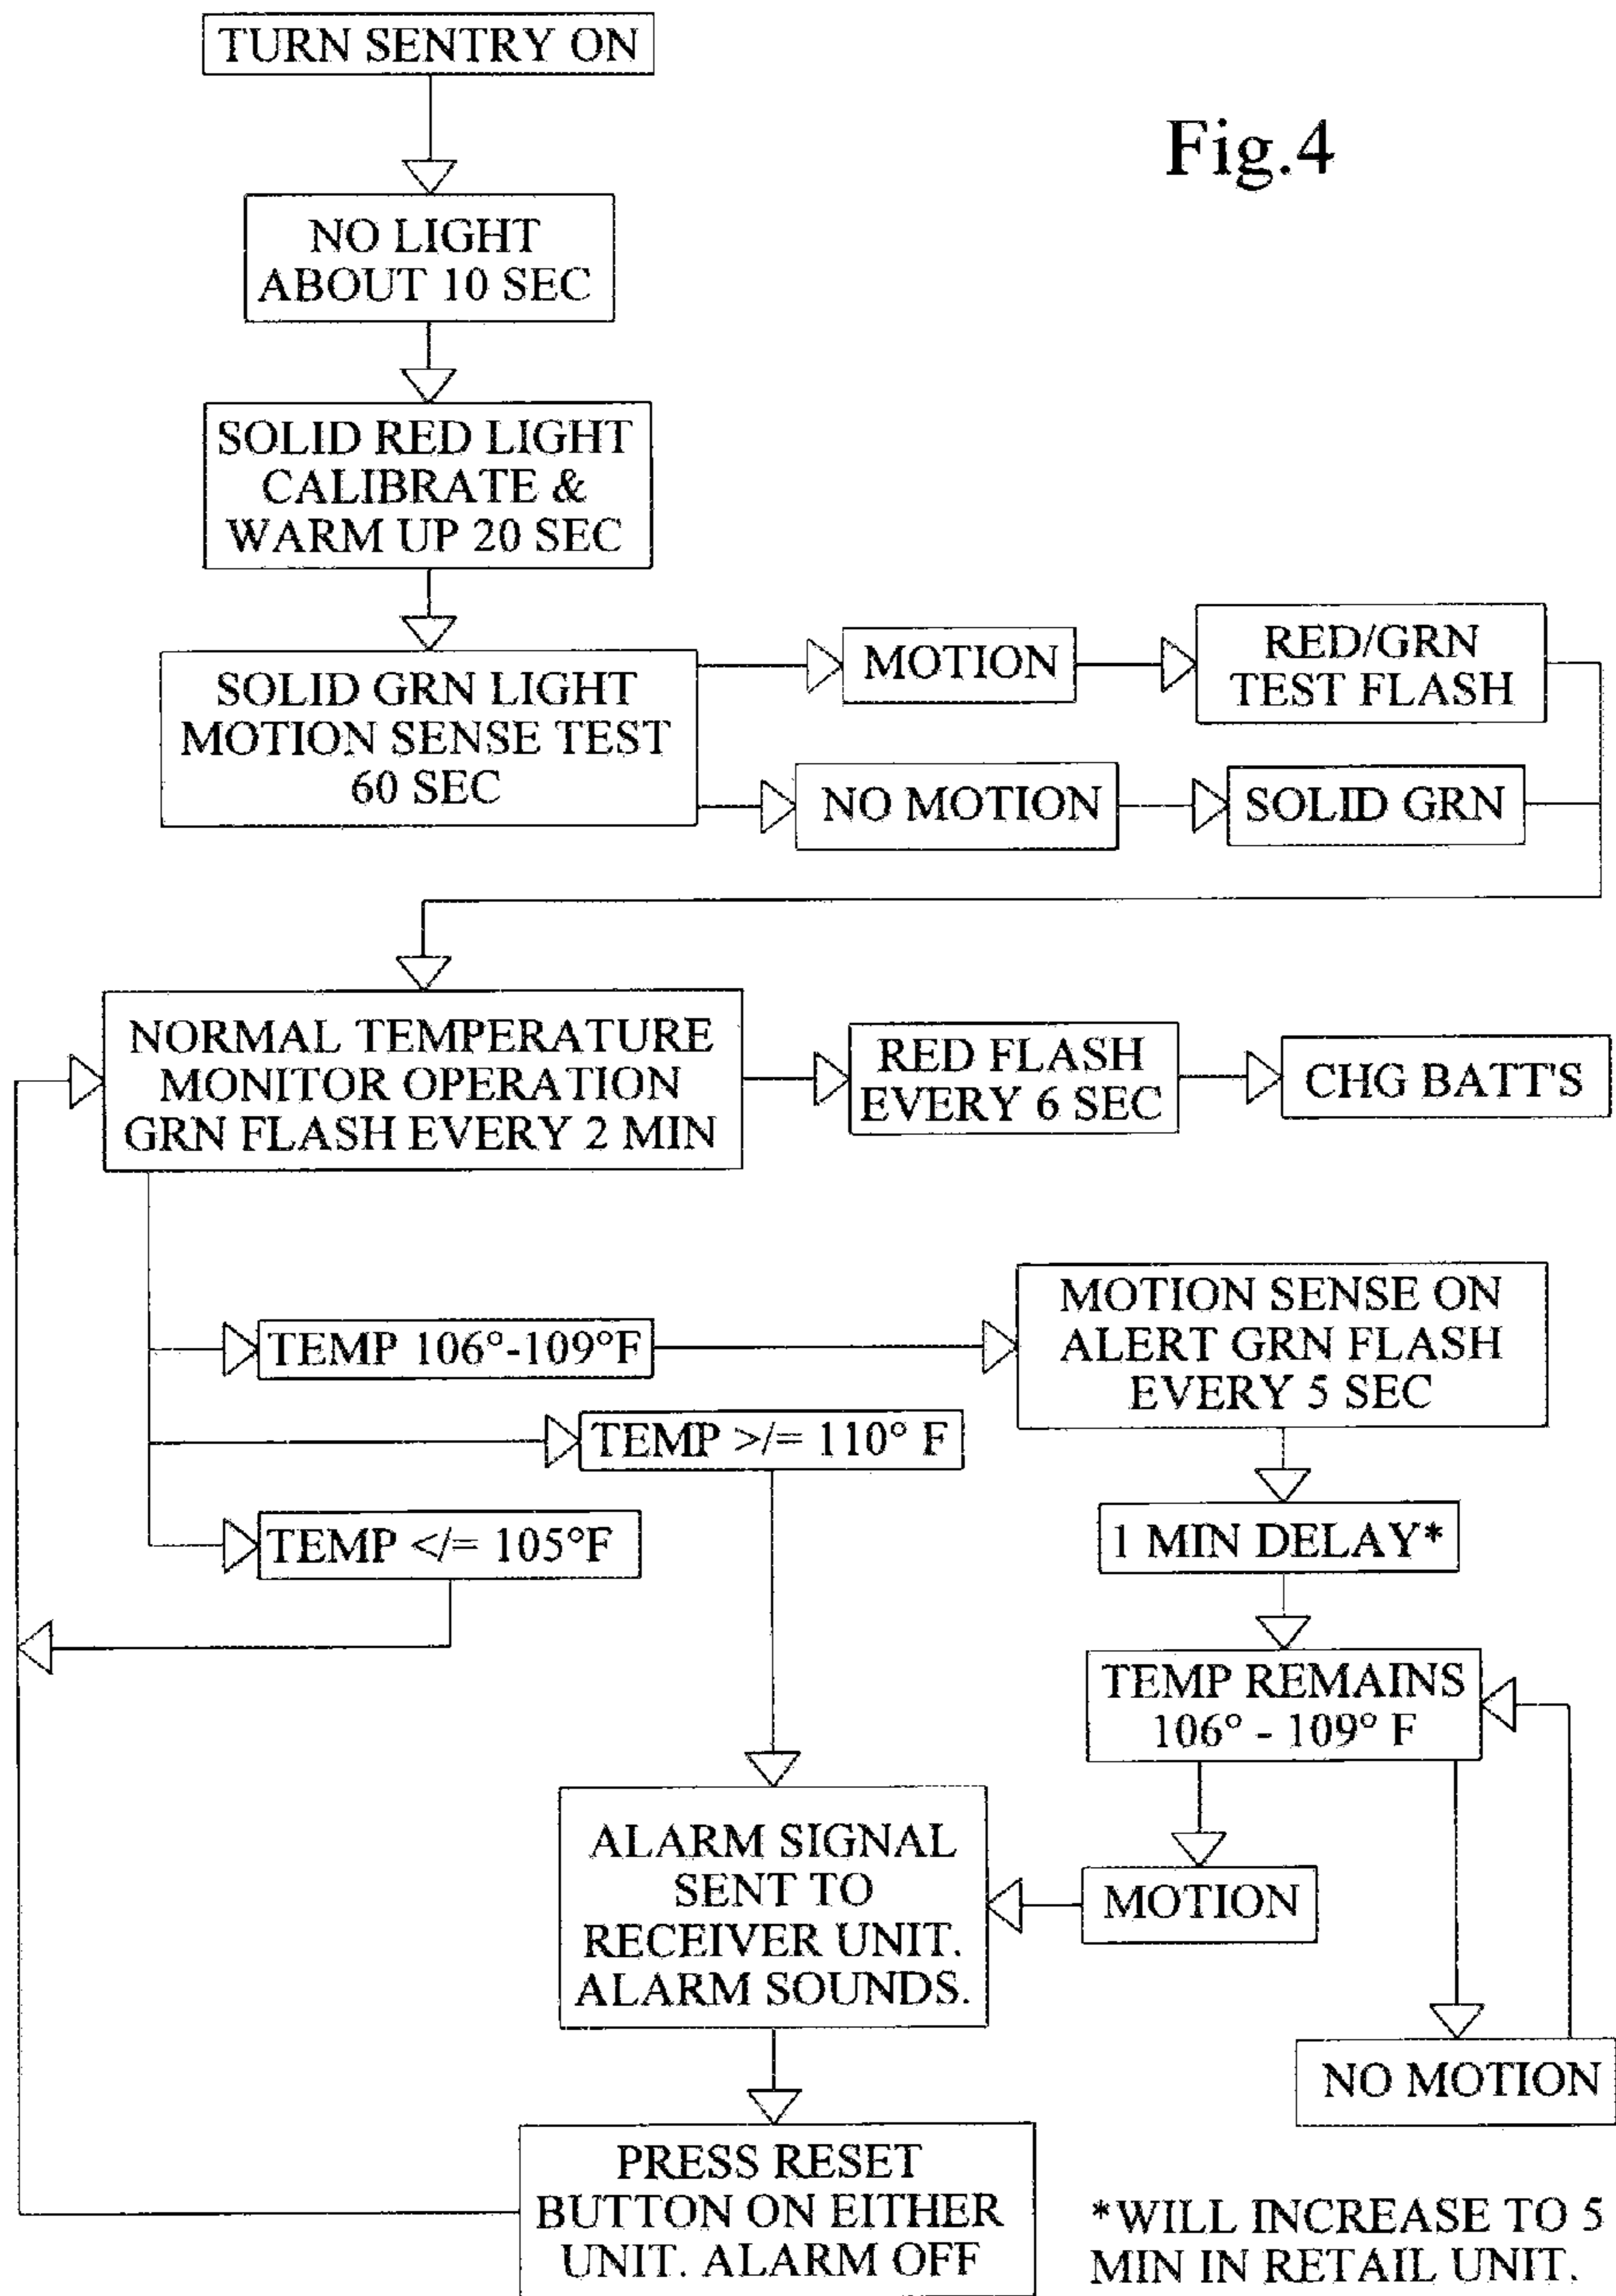 TURN SENTRY ON
Fig.4
NO LIGHT
ABOUT 10 SEC
SOLID RED LIGHT
CALIBRATE &
WARM UP 20 SEC
SOLID GRN LIGHT
MOTION SENSE TEST
60 SEC
MOTION
RED/GRN
TEST FLASH
NO MOTION
SOLID GRN
NORMAL TEMPERATURE
MONITOR OPERATION
GRN FLASH EVERY 2 MIN
RED FLASH
EVERY 6 SEC
CHG BATT'S
TEMP 106°-109°F
MOTION SENSE ON
ALERT GRN FLASH
EVERY 5 SEC
TEMP >/= 110° F
TEMP </= 105°F
1 MIN DELAY*
TEMP REMAINS
106° - 109° F
ALARM SIGNAL
SENT TO
RECEIVER UNIT.
ALARM SOUNDS.
MOTION
NO MOTION
PRESS RESET
BUTTON ON EITHER
UNIT. ALARM OFF
*WILL INCREASE TO 5
MIN IN RETAIL UNIT.